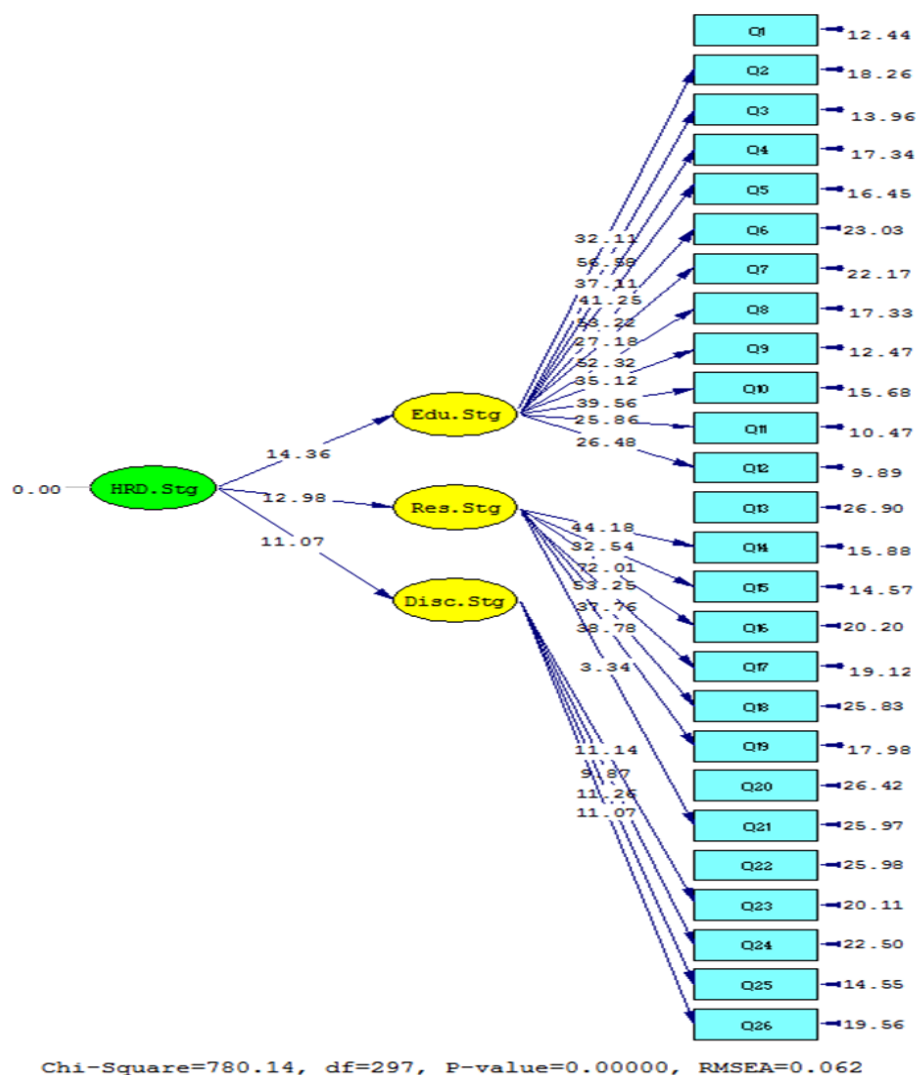 Q1 12.44
Q2 18.26
Q3 13.96
Q4 17.34
Q5 16.45
Q6 23.03
Q7 22.17
Q8 17.33
Q9 12.47
Q10 15.68
Q11 10.47
Q12 9.89
Q13 26.90
Q14 15.88
Q15 14.57
Q16 20.20
Q17 19.12
Q18 25.83
Q19 17.98
Q20 26.42
Q21 25.97
Q22 25.98
Q23 20.11
Q24 22.50
Q25 14.55
Q26 19.56
32.11
56.58
37.11
41.25
53.22
27.18
52.32
35.12
39.56
25.86
26.48
Edu.Stg
14.36
0.00 HRD.Stg
12.98
Res.Stg
11.07
Disc.Stg
44.18
32.54
72.01
53.25
37.76
38.78
3.34
11.14
9.87
11.26
11.07
Chi-Square=780.14, df=297, P-value=0.00000, RMSEA=0.062